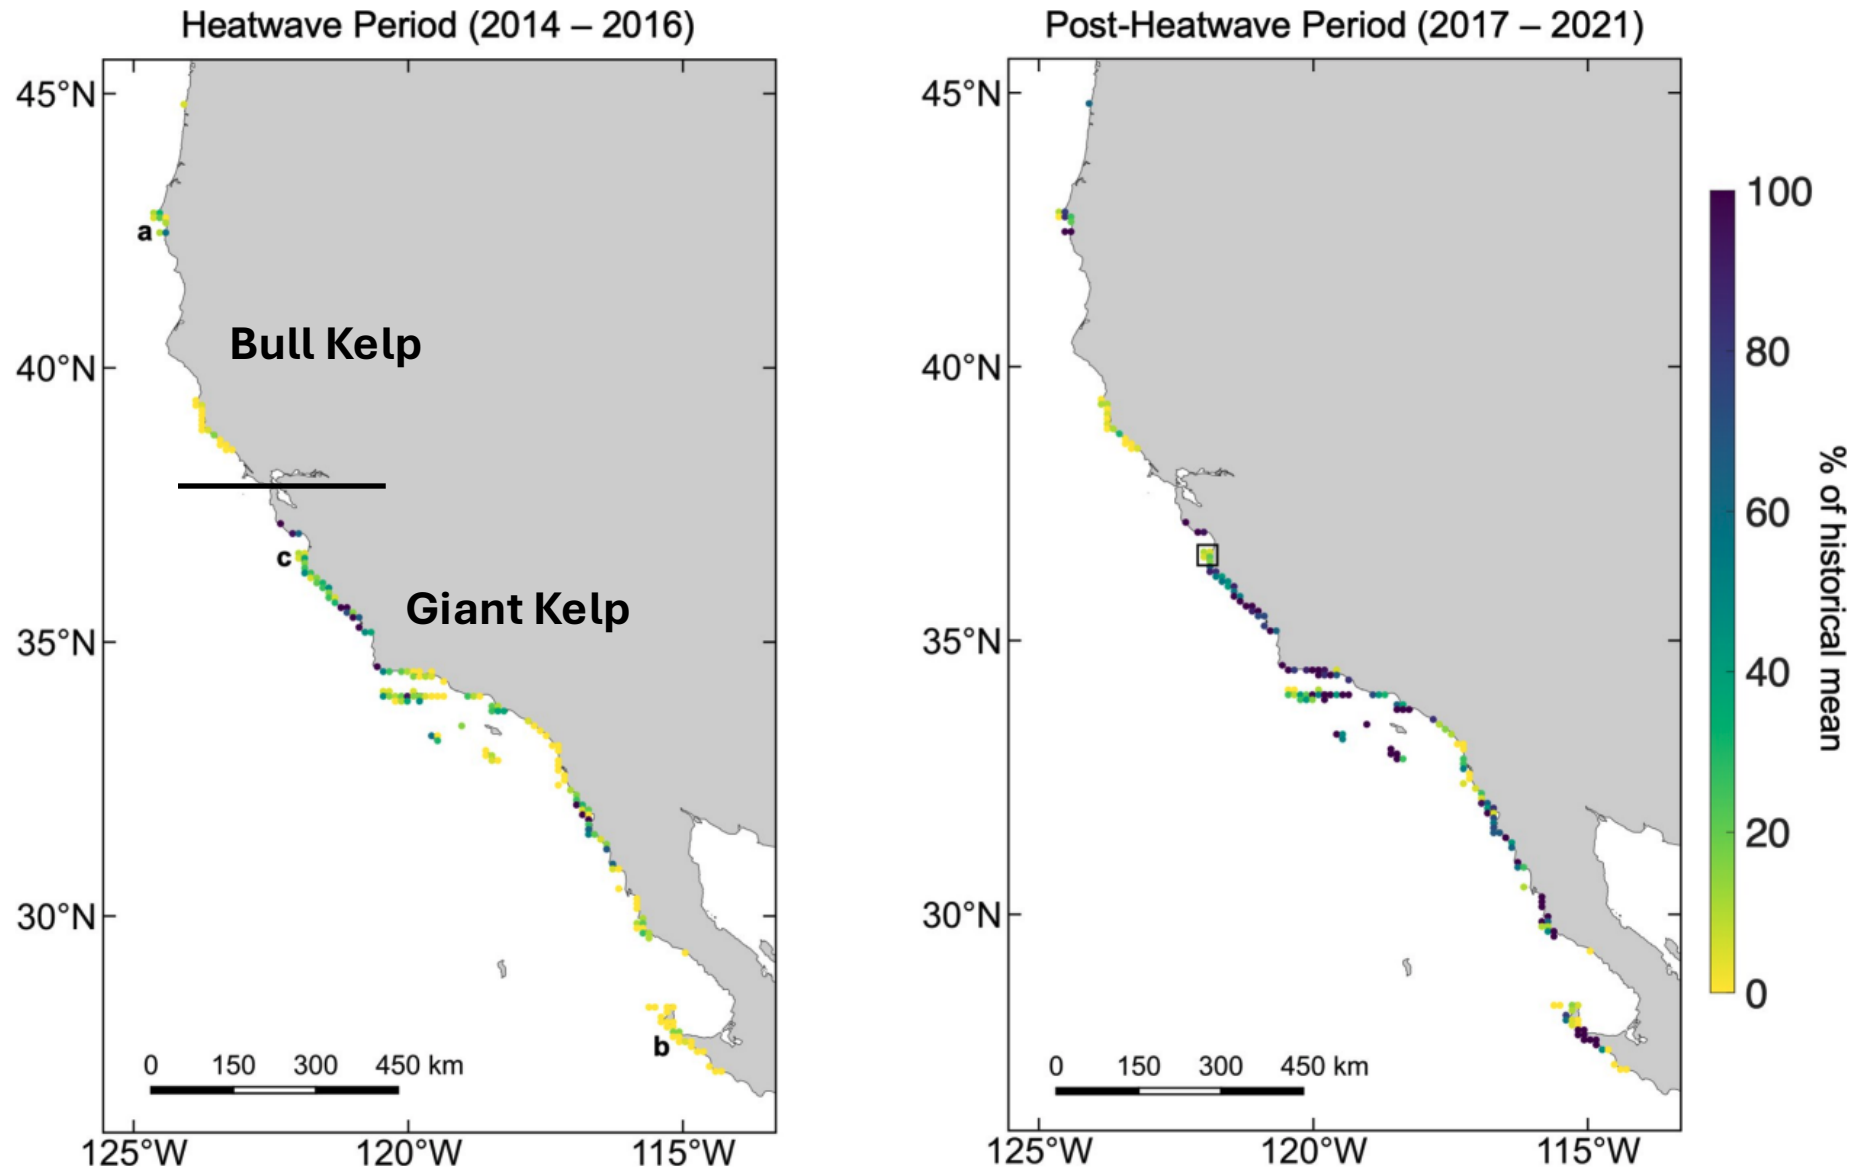 Heatwave Period (2014 – 2016)
45°N
40°N
35°N
30°N
a
Bull Kelp
c
Giant Kelp
b
0 150 300 450 km
125°W 120°W 115°W
Post-Heatwave Period (2017 – 2021)
45°N
40°N
35°N
30°N
0 150 300 450 km
125°W 120°W 115°W
100
80
60
40
20
0
% of historical mean